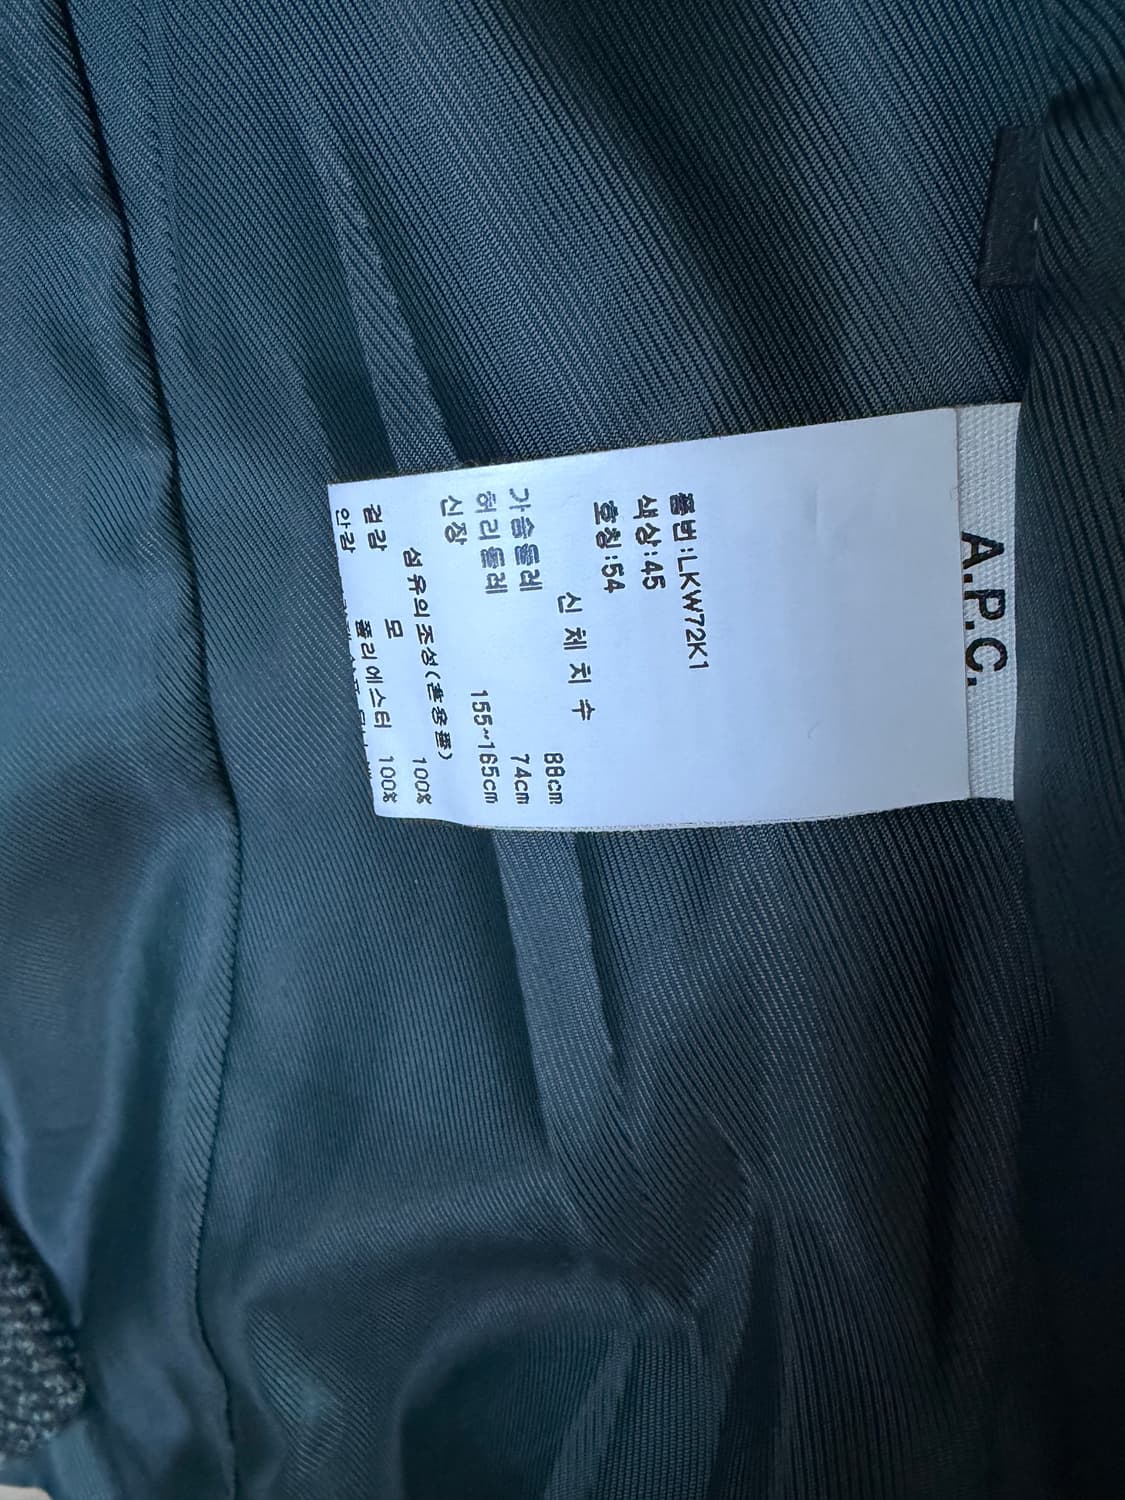 A.P.C.
품번:LKW72K1
색상:45
호칭:54
신 체 치 수
가슴둘레 88cm
허리둘레 74cm
신장 155~165cm
섬유의조성(혼용률)
겉감 모 100%
안감 폴리에스터 100%